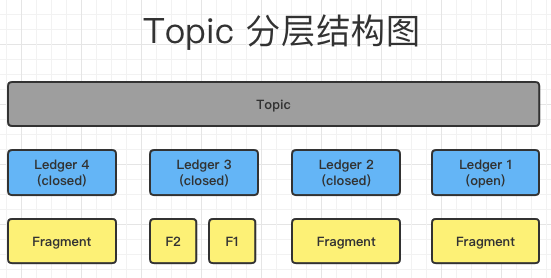 Topic 分层结构图
Topic
Ledger 4
(closed)
Ledger 3
(closed)
Ledger 2
(closed)
Ledger 1
(open)
Fragment
F2
F1
Fragment
Fragment